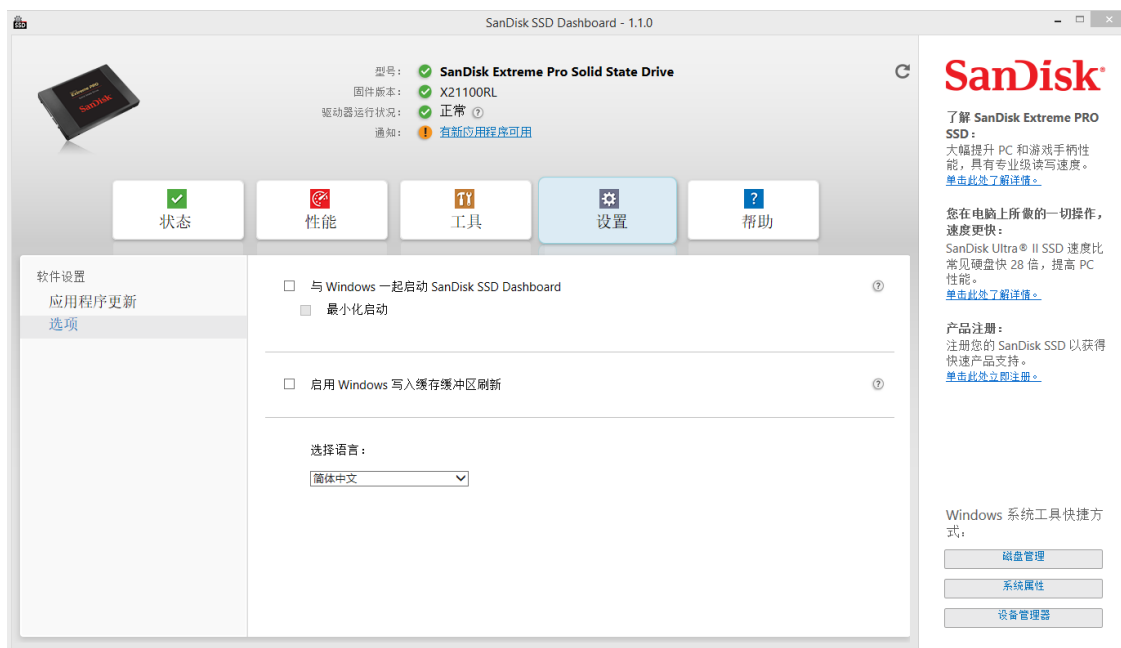 SanDisk SSD Dashboard - 1.1.0
型号: SanDisk Extreme Pro Solid State Drive
固件版本: X21100RL
驱动器运行状况: 正常 ?
通知: 有新应用程序可用
状态
性能
工具
设置
帮助
软件设置
应用程序更新
选项
与 Windows 一起启动 SanDisk SSD Dashboard
最小化启动
启用 Windows 写入缓存缓冲区刷新
选择语言:
简体中文
SanDisk
了解 SanDisk Extreme PRO
SSD:
大幅提升 PC 和游戏手柄性
能，具有专业级读写速度。
单击此处了解详情。
您在电脑上所做的一切操作，
速度更快:
SanDisk Ultra® II SSD 速度比
常见硬盘快 28 倍，提高 PC
性能。
单击此处了解详情。
产品注册:
注册您的 SanDisk SSD 以获得
快速产品支持。
单击此处立即注册。
Windows 系统工具快捷方
式:
磁盘管理
系统属性
设备管理器